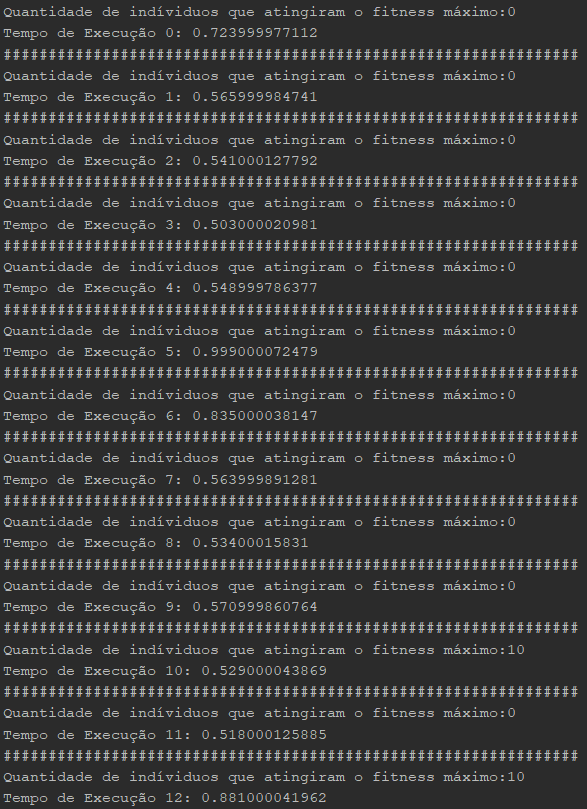 Quantidade de indíviduos que atingiram o fitness máximo:0
Tempo de Execução 0: 0.723999977112
################################################################
Quantidade de indíviduos que atingiram o fitness máximo:0
Tempo de Execução 1: 0.565999984741
################################################################
Quantidade de indíviduos que atingiram o fitness máximo:0
Tempo de Execução 2: 0.541000127792
################################################################
Quantidade de indíviduos que atingiram o fitness máximo:0
Tempo de Execução 3: 0.503000020981
################################################################
Quantidade de indíviduos que atingiram o fitness máximo:0
Tempo de Execução 4: 0.548999786377
################################################################
Quantidade de indíviduos que atingiram o fitness máximo:0
Tempo de Execução 5: 0.999000072479
################################################################
Quantidade de indíviduos que atingiram o fitness máximo:0
Tempo de Execução 6: 0.835000038147
################################################################
Quantidade de indíviduos que atingiram o fitness máximo:0
Tempo de Execução 7: 0.563999891281
################################################################
Quantidade de indíviduos que atingiram o fitness máximo:0
Tempo de Execução 8: 0.53400015831
################################################################
Quantidade de indíviduos que atingiram o fitness máximo:0
Tempo de Execução 9: 0.570999860764
################################################################
Quantidade de indíviduos que atingiram o fitness máximo:10
Tempo de Execução 10: 0.529000043869
################################################################
Quantidade de indíviduos que atingiram o fitness máximo:0
Tempo de Execução 11: 0.518000125885
################################################################
Quantidade de indíviduos que atingiram o fitness máximo:10
Tempo de Execução 12: 0.881000041962